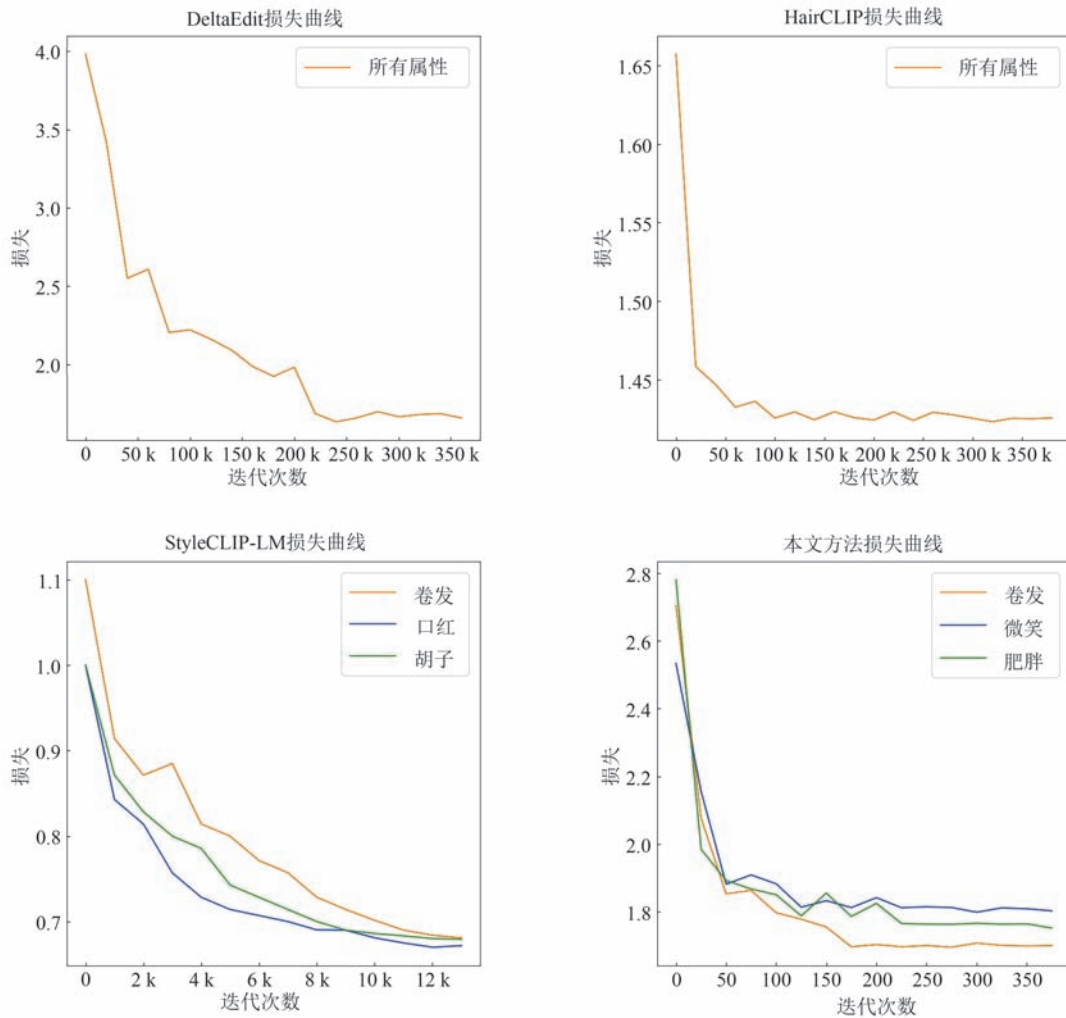 DeltaEdit损失曲线
4.0
3.5
3.0
2.5
2.0
损失
所有属性
0 50 k 100 k 150 k 200 k 250 k 300 k 350 k
迭代次数
HairCLIP损失曲线
1.65
1.60
1.55
1.50
1.45
损失
所有属性
0 50 k 100 k 150 k 200 k 250 k 300 k 350 k
迭代次数
StyleCLIP-LM损失曲线
1.1
1.0
0.9
0.8
0.7
损失
卷发
口红
胡子
0 2 k 4 k 6 k 8 k 10 k 12 k
迭代次数
本文方法损失曲线
2.8
2.6
2.4
2.2
2.0
1.8
损失
卷发
微笑
肥胖
0 50 100 150 200 250 300 350
迭代次数